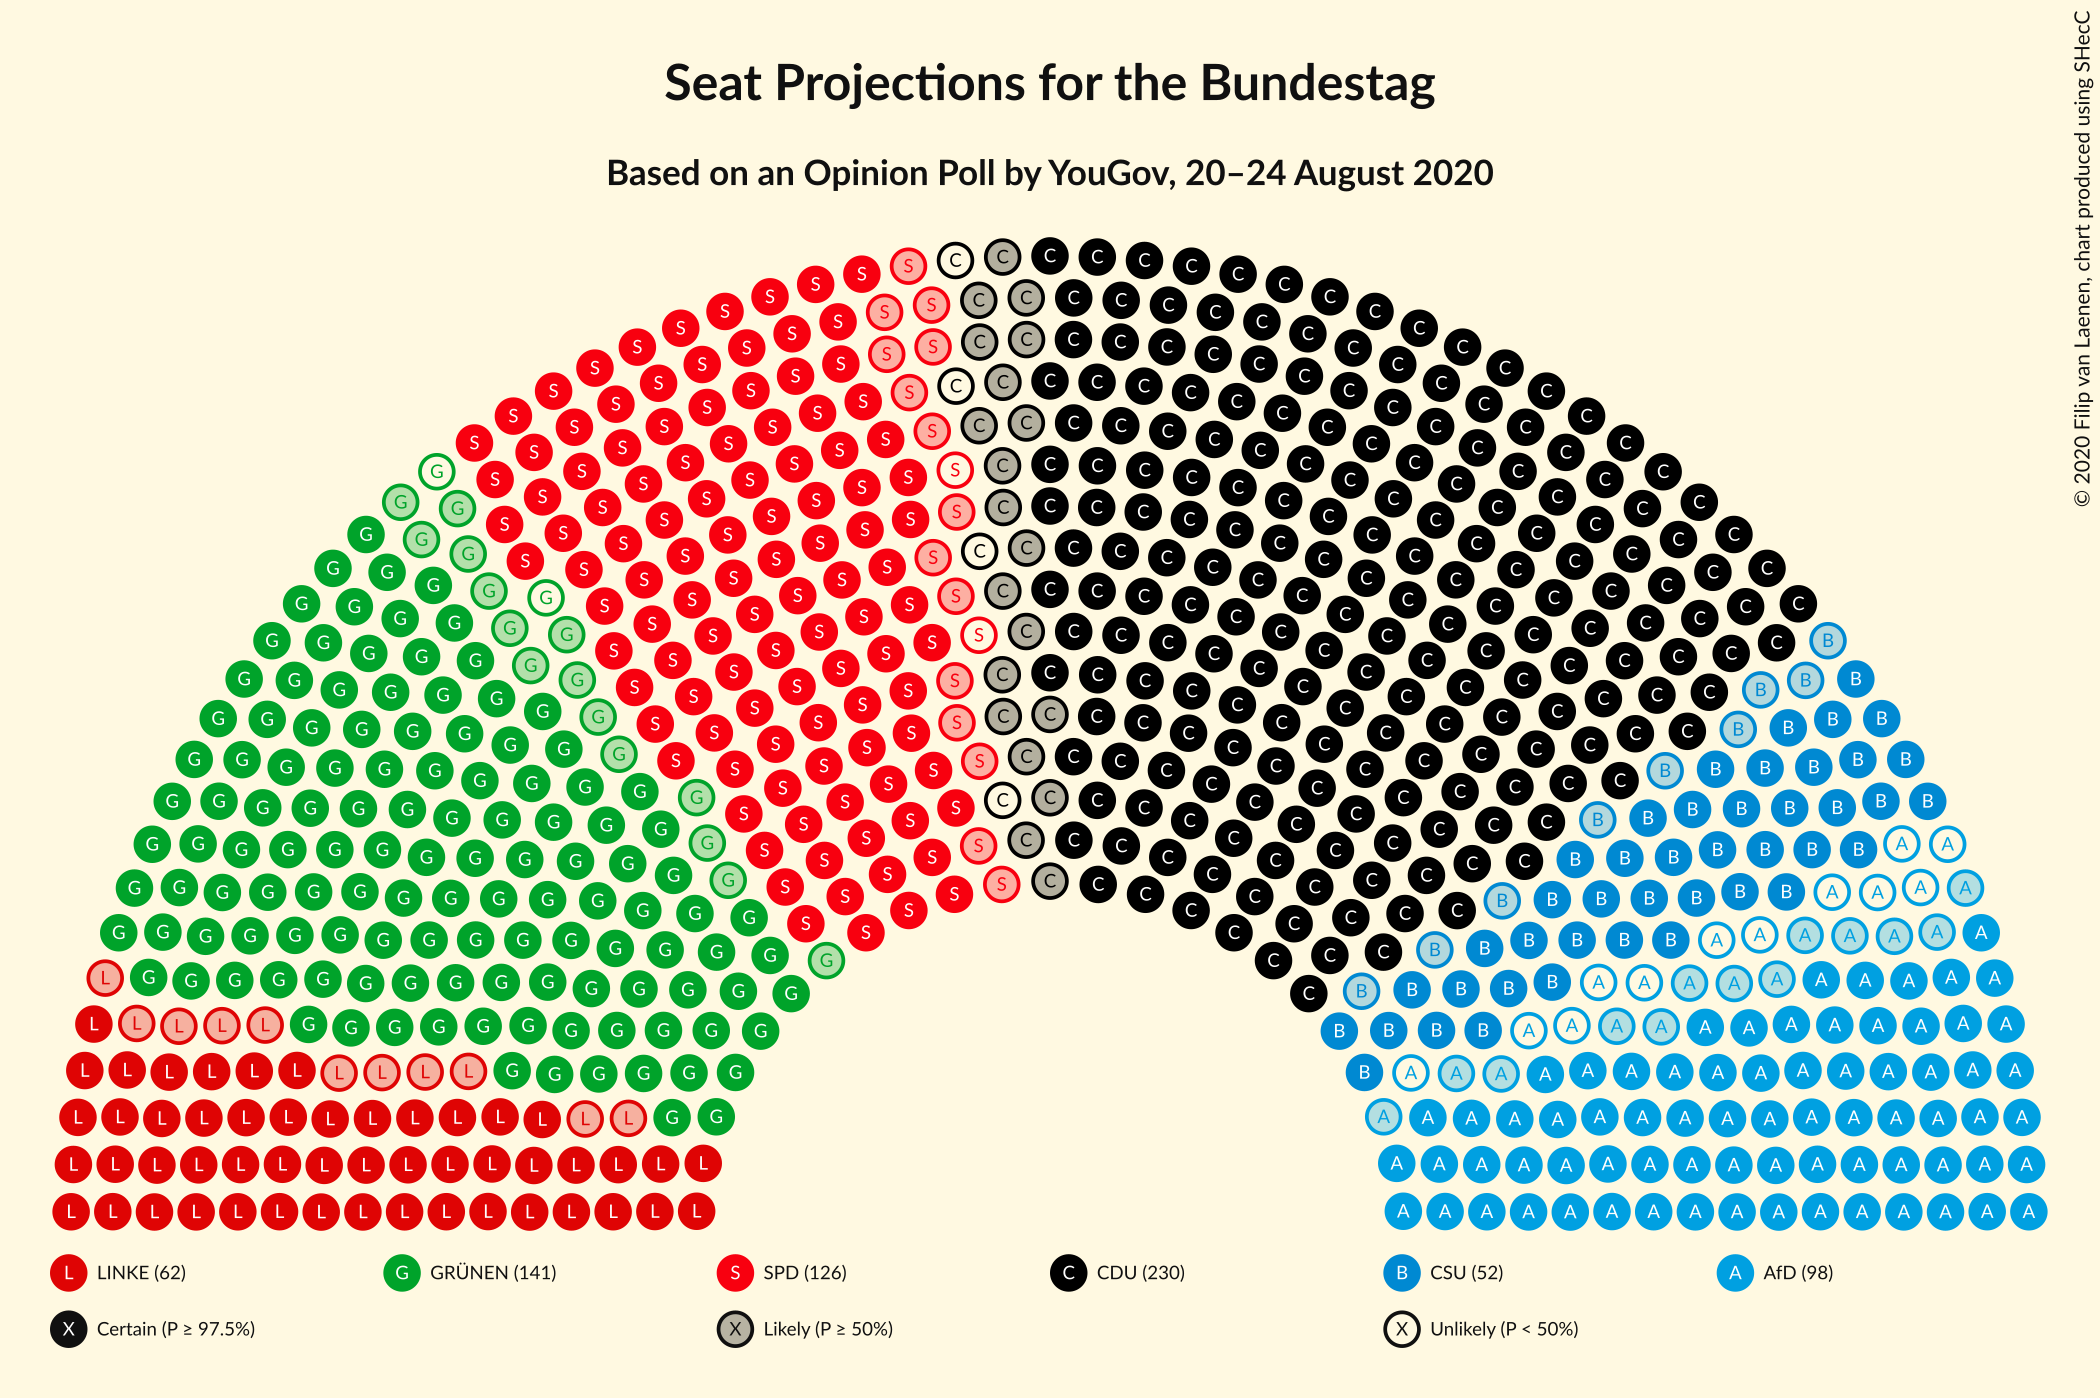 Seat Projections for the Bundestag
Based on an Opinion Poll by YouGov, 20–24 August 2020
© 2020 Filip van Laenen, chart produced using SHecC
L LINKE (62)
G GRÜNEN (141)
S SPD (126)
C CDU (230)
B CSU (52)
A AfD (98)
X Certain (P ≥ 97.5%)
X Likely (P ≥ 50%)
X Unlikely (P < 50%)